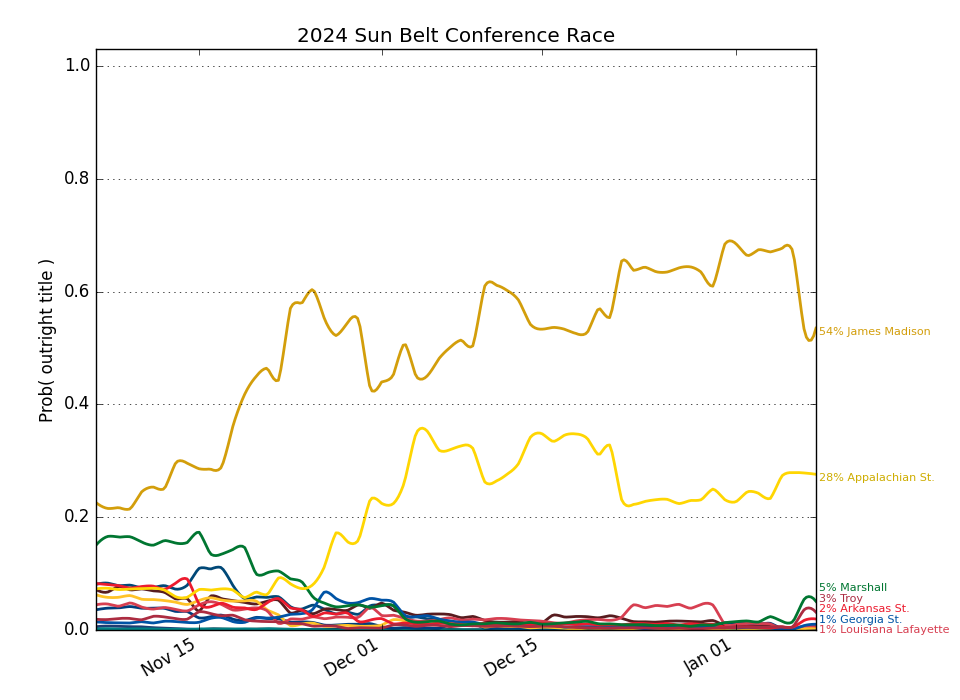 2024 Sun Belt Conference Race
Prob( outright title )
1.0
0.8
0.6
0.4
0.2
0.0
Nov 15
Dec 01
Dec 15
Jan 01
54% James Madison
28% Appalachian St.
5% Marshall
3% Troy
2% Arkansas St.
1% Georgia St.
1% Louisiana Lafayette